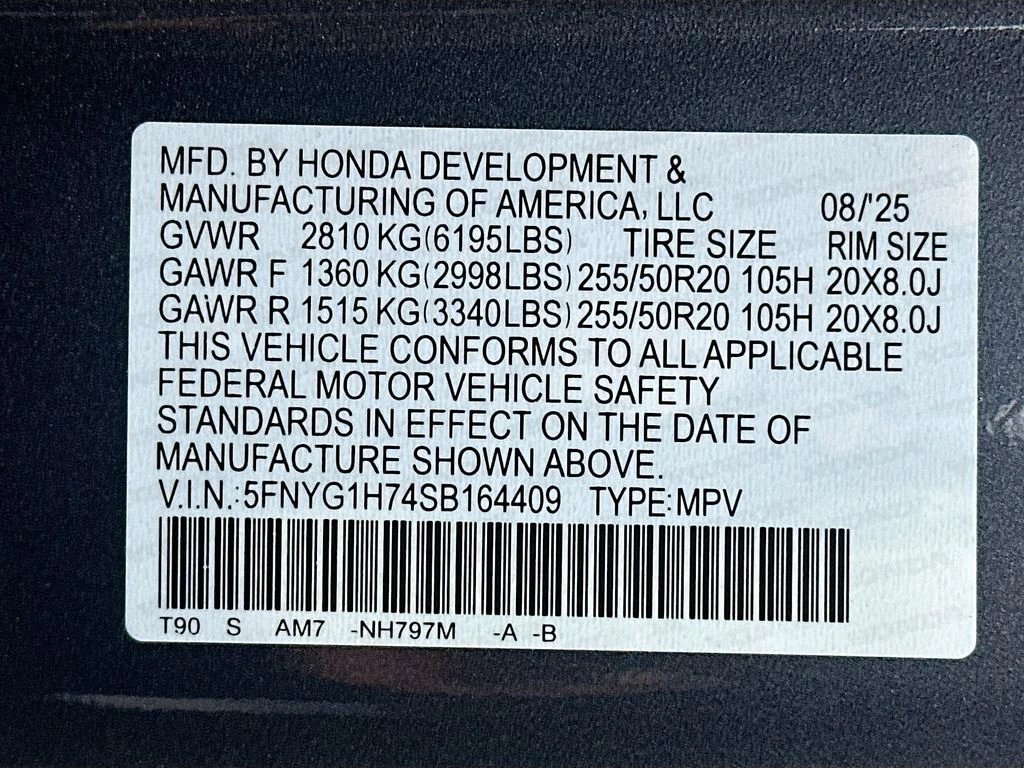 MFD. BY HONDA DEVELOPMENT &
MANUFACTURING OF AMERICA, LLC 08/'25
GVWR 2810 KG(6195LBS) TIRE SIZE RIM SIZE
GAWR F 1360 KG(2998LBS) 255/50R20 105H 20X8.0J
GAWR R 1515 KG(3340LBS) 255/50R20 105H 20X8.0J
THIS VEHICLE CONFORMS TO ALL APPLICABLE
FEDERAL MOTOR VEHICLE SAFETY
STANDARDS IN EFFECT ON THE DATE OF
MANUFACTURE SHOWN ABOVE.
V.I.N.:5FNYG1H74SB164409 TYPE:MPV
T90 S AM7 -NH797M -A -B